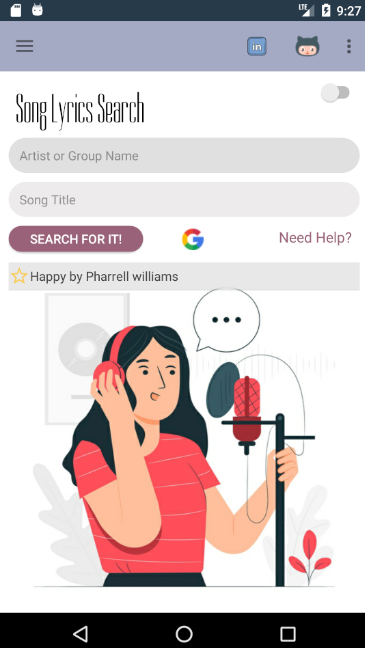 LTE 9:27
in
Song Lyrics Search
Artist or Group Name
Song Title
SEARCH FOR IT!
Need Help?
Happy by Pharrell williams